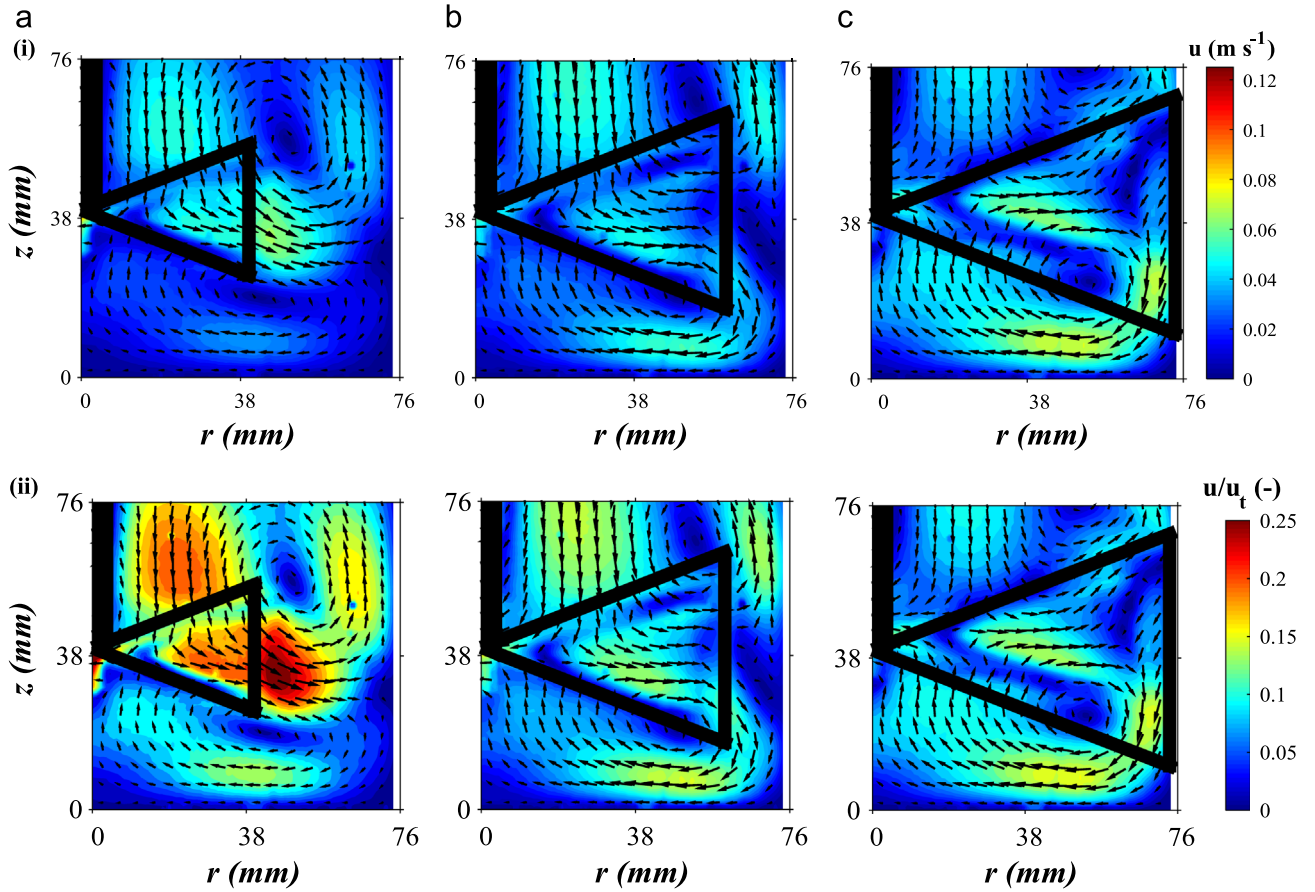 a b c
(i)
u (m s⁻¹)
76 76 76
0.12
0.1
0.08
0.06
0.04
0.02
0
z (mm)
38 38 38
0 0 0
0 38 76 0 38 76 0 38 76
r (mm) r (mm) r (mm)
(ii)
u/uₜ (-)
76 76 76
0.25
0.2
0.15
0.1
0.05
0
z (mm)
38 38 38
0 0 0
0 38 76 0 38 76 0 38 76
r (mm) r (mm) r (mm)